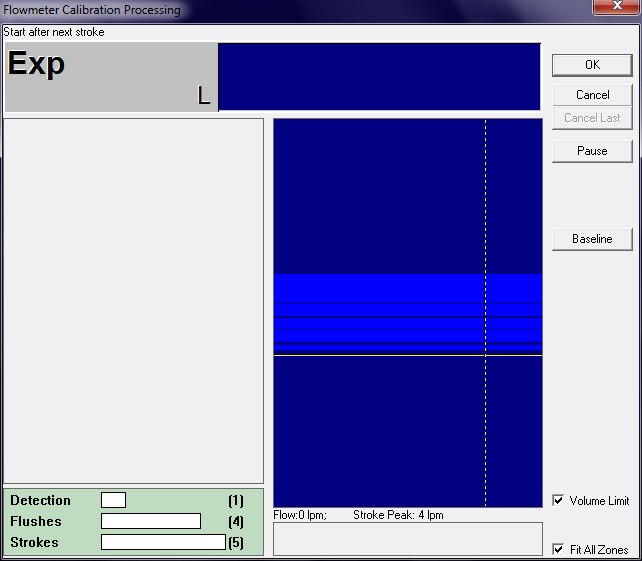 Flowmeter Calibration Processing
Start after next stroke
Exp
L
OK
Cancel
Cancel Last
Pause
Baseline
Detection (1)
Flushes (4)
Strokes (5)
Flow:0 lpm; Stroke Peak: 4 lpm
Volume Limit
Fit All Zones